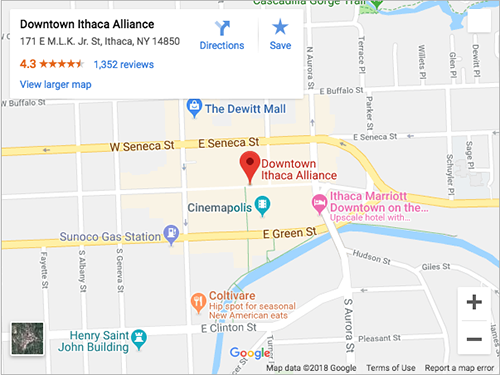 Cascadilla Gorge Trail
Downtown Ithaca Alliance
171 E M.L.K. Jr. St, Ithaca, NY 14850
4.3 1,352 reviews
View larger map
Directions
Save
N Aurora St
Terrace Pl
Parker St
Willets Pl
Glen Pl
E Buffalo St
E Buffalo St
W Buffalo St
The Dewitt Mall
W Seneca St
E Seneca St
Schuyler Pl
Sage Pl
Downtown
Ithaca Alliance
Ithaca Marriott
Downtown on the...
Upscale hotel with...
Cinemapolis
Sunoco Gas Station
E Green St
Fayette St
S Albany St
S Geneva St
Hudson St
Giles St
Coltivare
Hip spot for seasonal
New American eats
S Aurora St
E Clinton St
Pleasant St
Henry Saint
John Building
+
−
Google
Map data ©2018 Google
Terms of Use
Report a map error